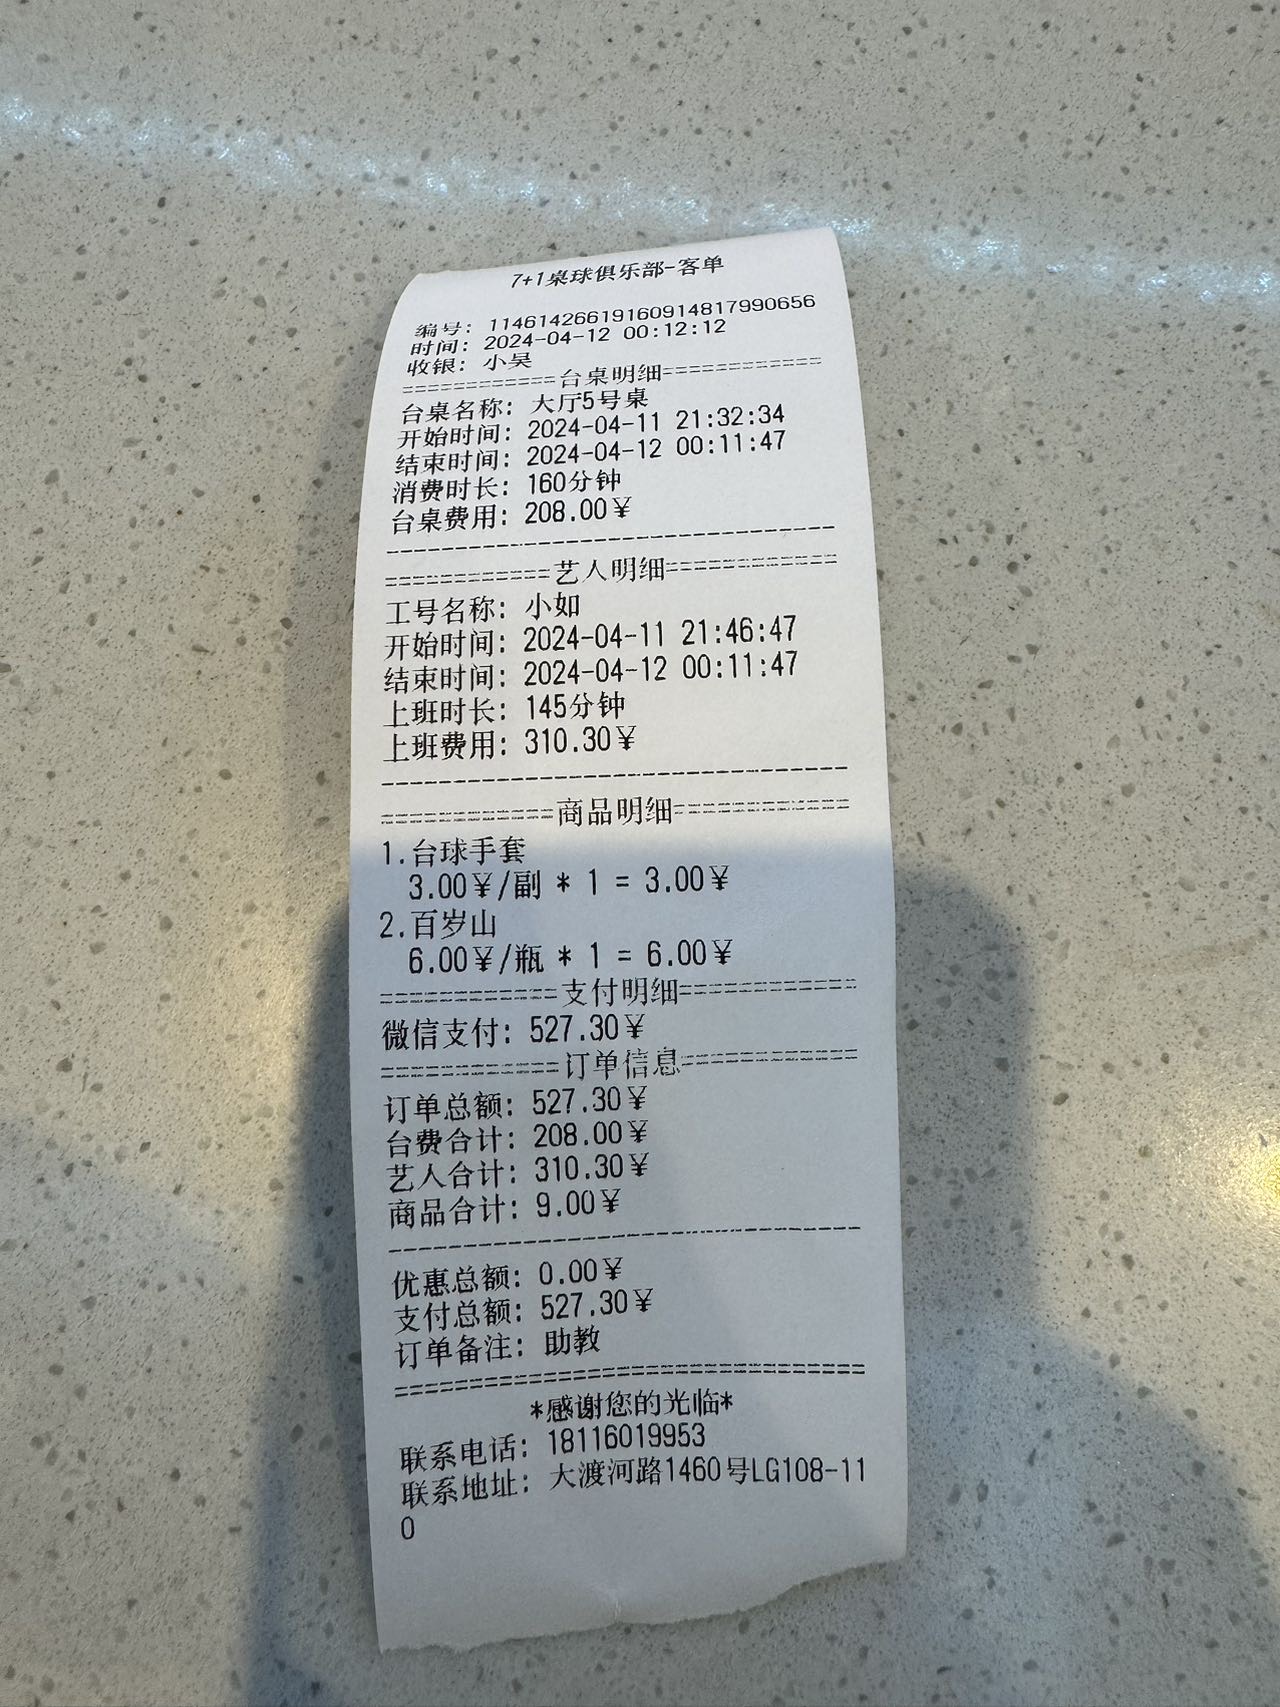 7+1桌球俱乐部-客单
编号: 1146142661916091481799​0656
时间: 2024-04-12 00:12:12
收银: 小吴
============台桌明细============
台桌名称: 大厅5号桌
开始时间: 2024-04-11 21:32:34
结束时间: 2024-04-12 00:11:47
消费时长: 160分钟
台桌费用: 208.00¥
--------------------------------
============艺人明细============
工号名称: 小如
开始时间: 2024-04-11 21:46:47
结束时间: 2024-04-12 00:11:47
上班时长: 145分钟
上班费用: 310.30¥
--------------------------------
============商品明细============
1.台球手套
3.00¥/副 * 1 = 3.00¥
2.百岁山
6.00¥/瓶 * 1 = 6.00¥
============支付明细============
微信支付: 527.30¥
============订单信息============
订单总额: 527.30¥
台费合计: 208.00¥
艺人合计: 310.30¥
商品合计: 9.00¥
--------------------------------
优惠总额: 0.00¥
支付总额: 527.30¥
订单备注: 助教
================================
*感谢您的光临*
联系电话: 18116019953
联系地址: 大渡河路1460号LG108-11
0